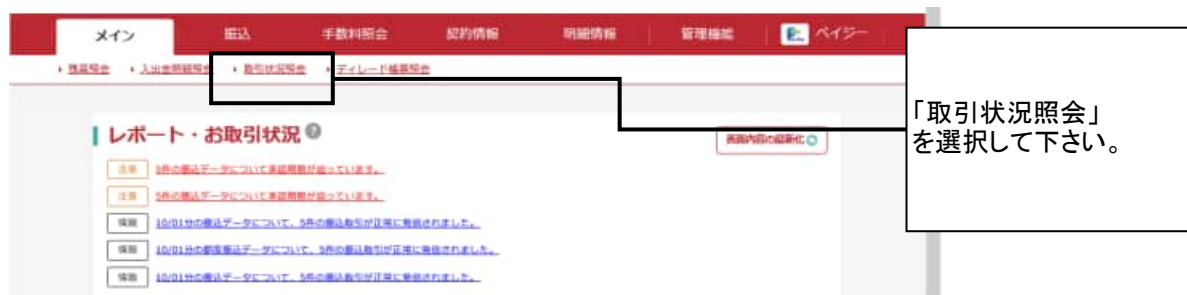 メイン 振込 手数料照会 契約情報 明細情報 管理機能 ペイジー
残高照会 入出金明細照会 取引状況照会 ディレード帳票照会
「取引状況照会」
を選択して下さい。
レポート・お取引状況
画面内容の最新化
注意 5件の振込データについて承認期限が迫っています。
注意 5件の振込データについて承認期限が迫っています。
情報 10/01分の振込データについて、5件の振込取引が正常に発信されました。
情報 10/01分の都度振込データについて、5件の振込取引が正常に発信されました。
情報 10/01分の振込データについて、5件の振込取引が正常に発信されました。